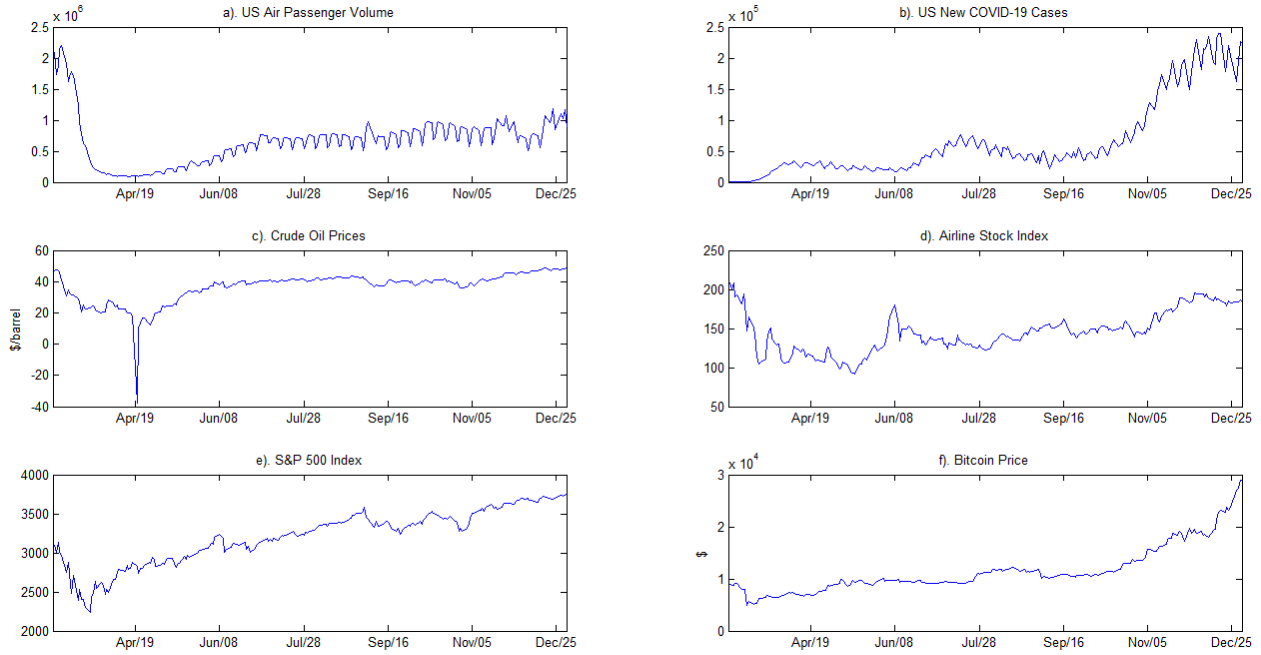 a). US Air Passenger Volume
x 10^6
2.5
2
1.5
1
0.5
0
Apr/19 Jun/08 Jul/28 Sep/16 Nov/05 Dec/25
b). US New COVID-19 Cases
x 10^5
2.5
2
1.5
1
0.5
0
Apr/19 Jun/08 Jul/28 Sep/16 Nov/05 Dec/25
c). Crude Oil Prices
$/barrel
60
40
20
0
-20
-40
Apr/19 Jun/08 Jul/28 Sep/16 Nov/05 Dec/25
d). Airline Stock Index
250
200
150
100
50
Apr/19 Jun/08 Jul/28 Sep/16 Nov/05 Dec/25
e). S&P 500 Index
4000
3500
3000
2500
2000
Apr/19 Jun/08 Jul/28 Sep/16 Nov/05 Dec/25
f). Bitcoin Price
x 10^4
$
3
2
1
0
Apr/19 Jun/08 Jul/28 Sep/16 Nov/05 Dec/25